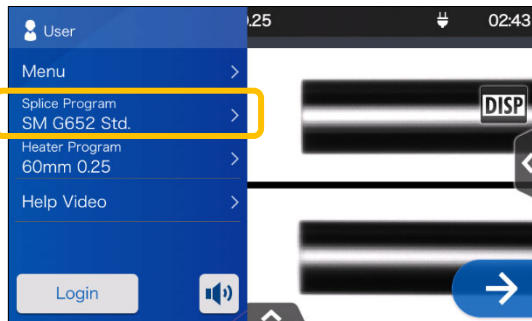 User
.25
02:43
Menu
Splice Program
SM G652 Std.
Heater Program
60mm 0.25
Help Video
Login
DISP